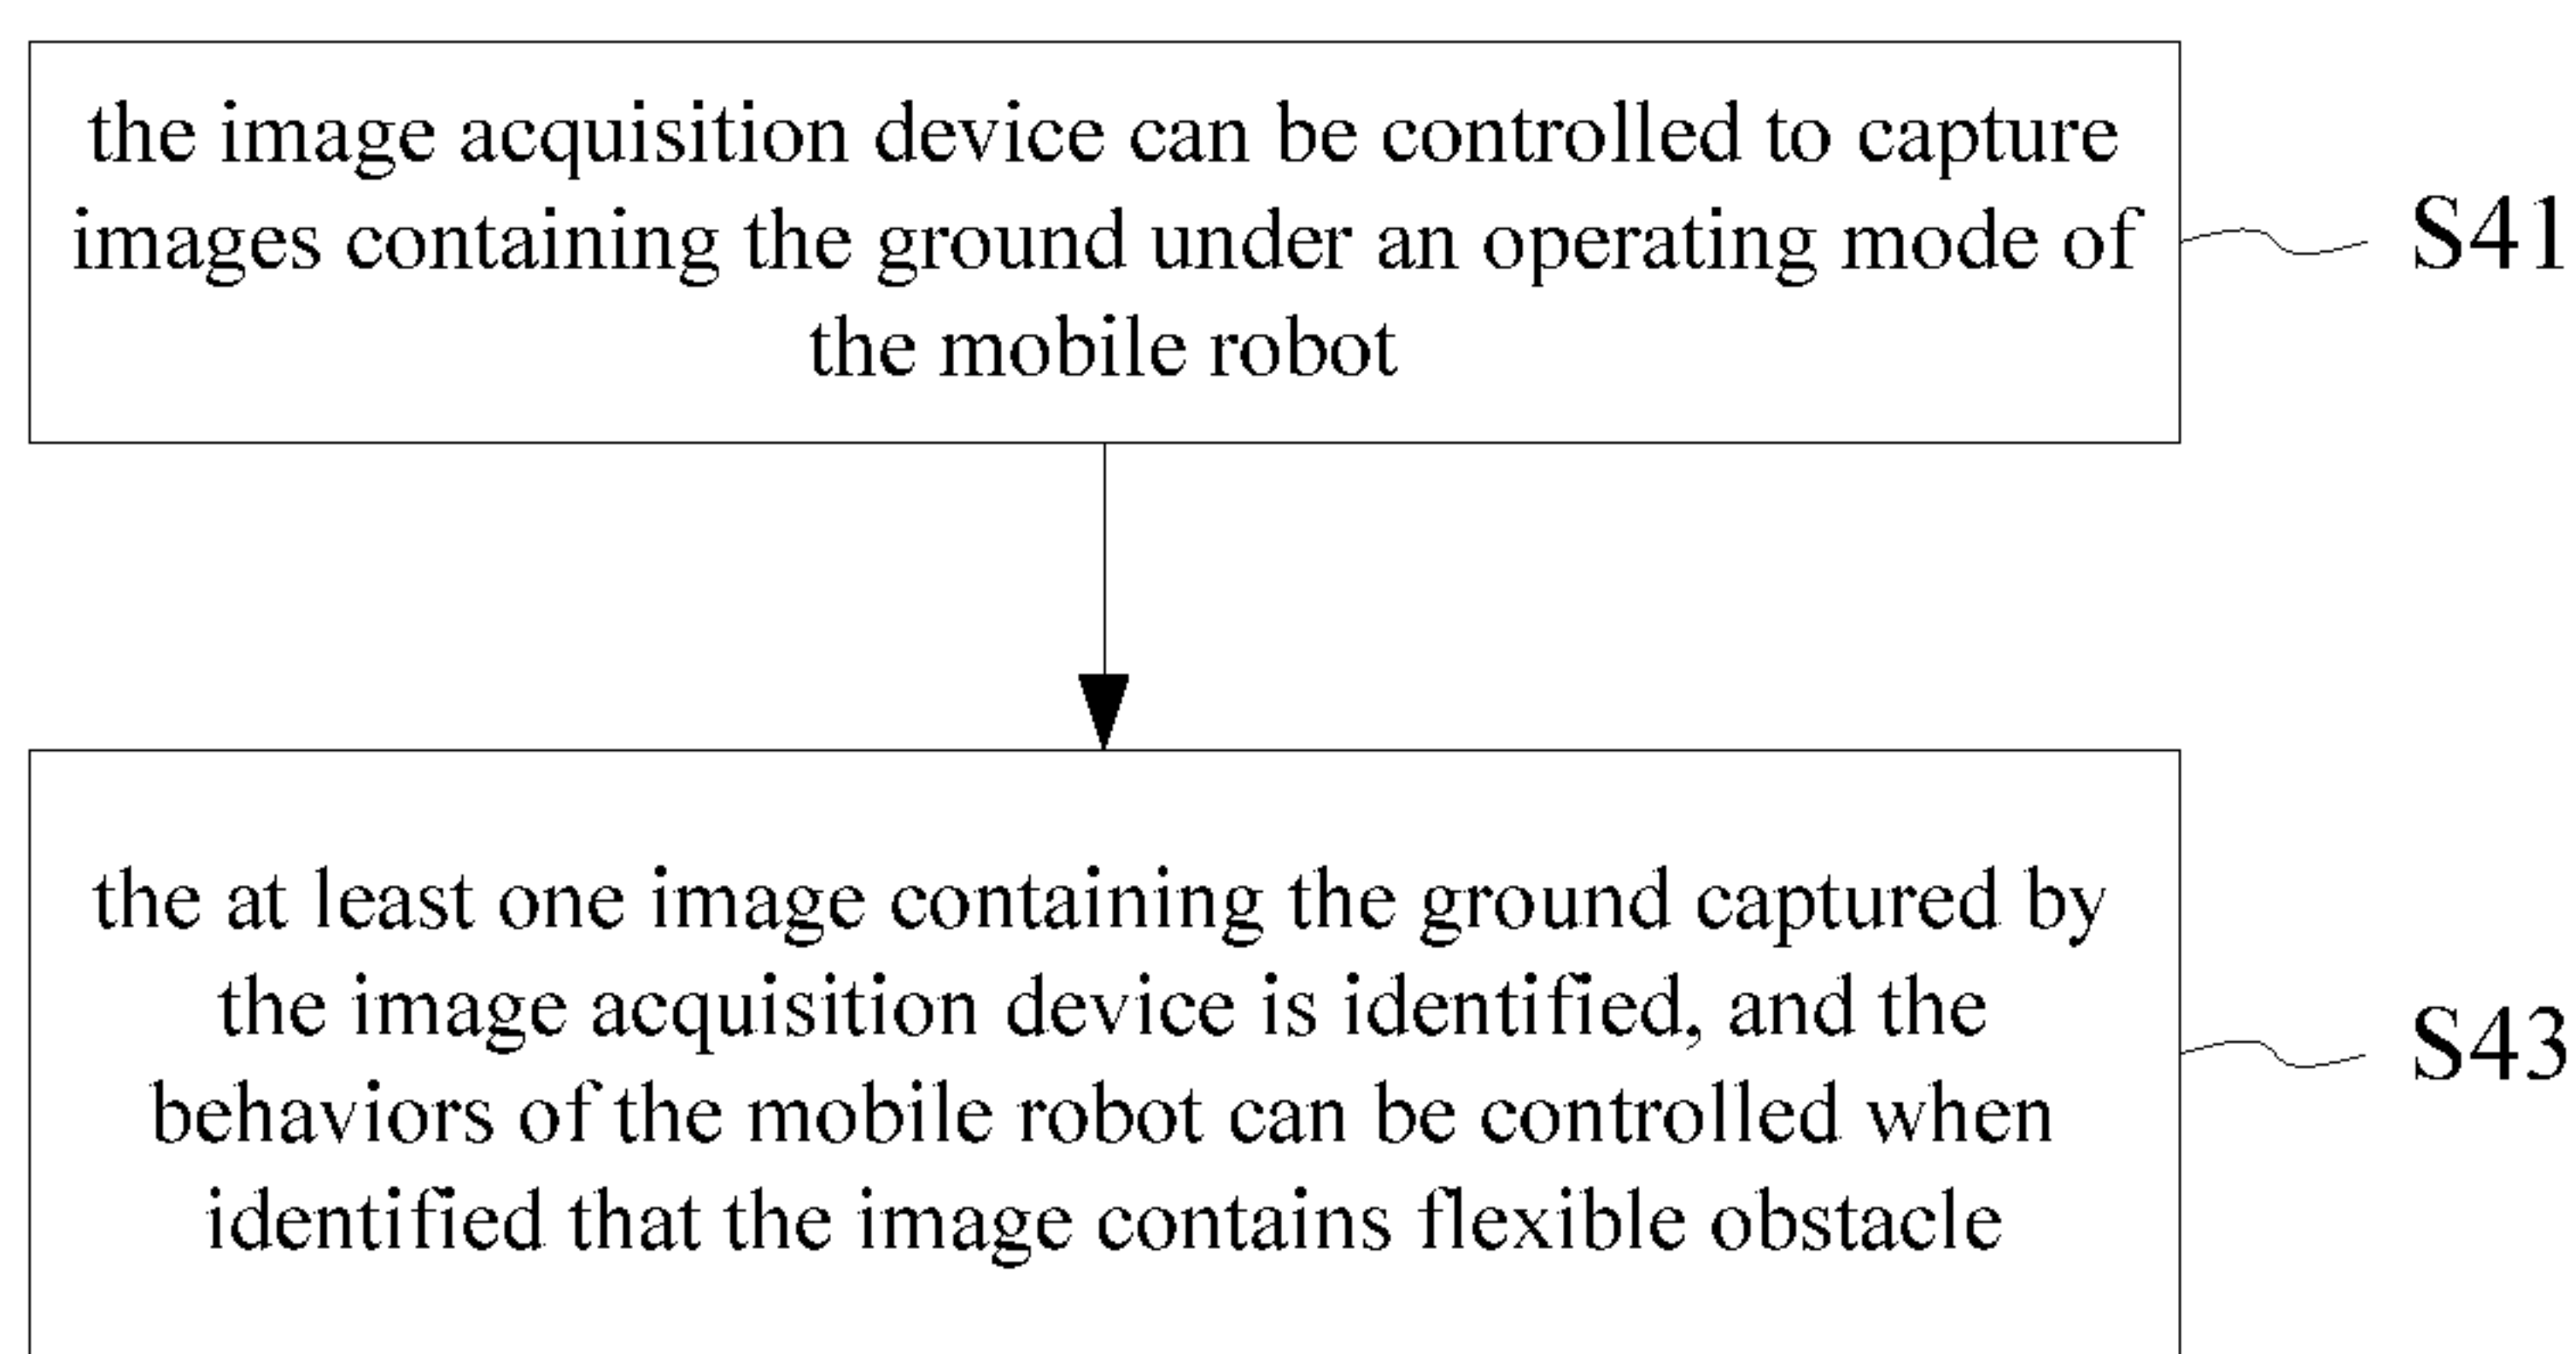 the image acquisition device can be controlled to capture
images containing the ground under an operating mode of
the mobile robot
S41
the at least one image containing the ground captured by
the image acquisition device is identified, and the
behaviors of the mobile robot can be controlled when
identified that the image contains flexible obstacle
S43